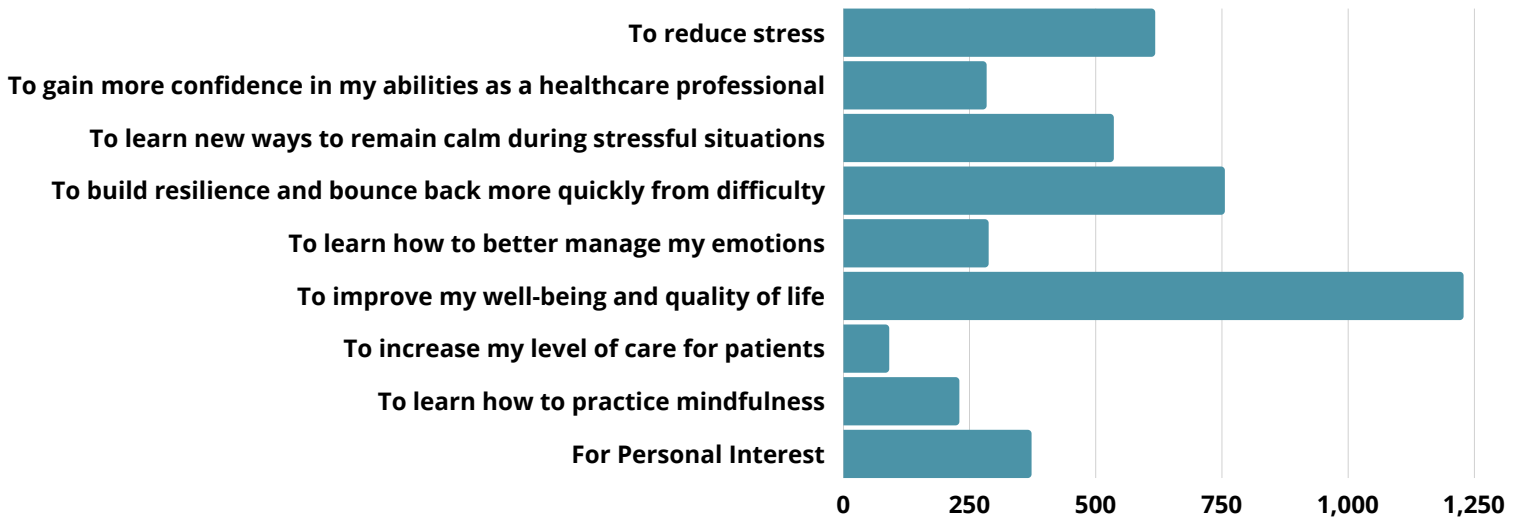 To reduce stress
To gain more confidence in my abilities as a healthcare professional
To learn new ways to remain calm during stressful situations
To build resilience and bounce back more quickly from difficulty
To learn how to better manage my emotions
To improve my well-being and quality of life
To increase my level of care for patients
To learn how to practice mindfulness
For Personal Interest
0 250 500 750 1,000 1,250